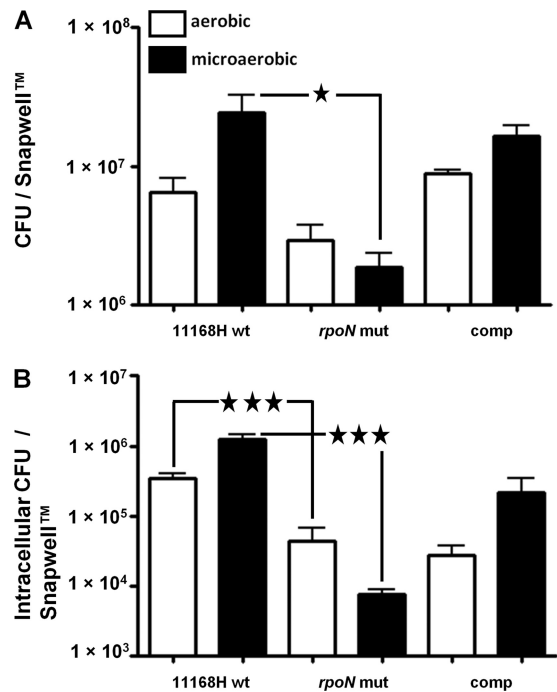 A
aerobic
microaerobic
CFU / Snapwell™
1 × 10⁸
1 × 10⁷
1 × 10⁶
11168H wt
rpoN mut
comp
B
Intracellular CFU /
Snapwell™
1 × 10⁷
1 × 10⁶
1 × 10⁵
1 × 10⁴
1 × 10³
11168H wt
rpoN mut
comp